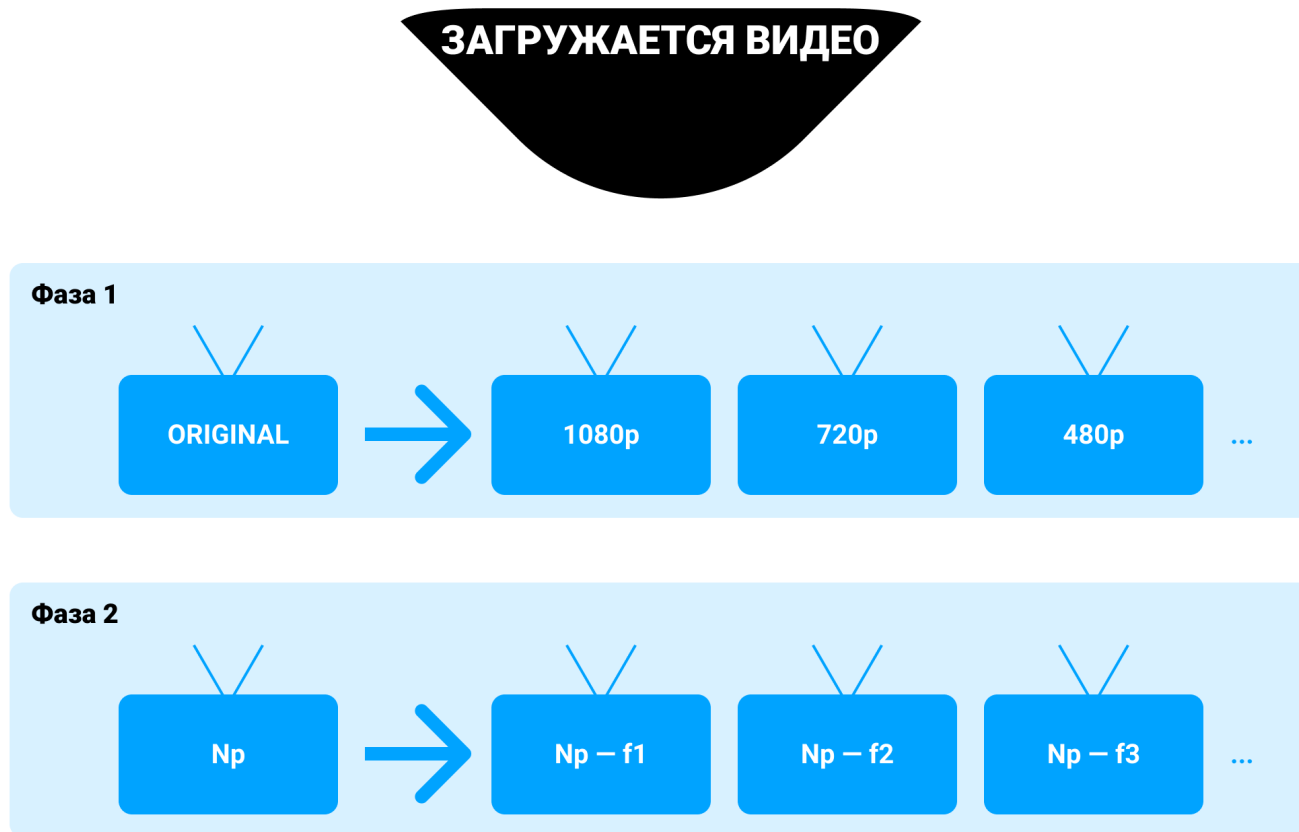 ЗАГРУЖАЕТСЯ ВИДЕО
Фаза 1
ORIGINAL
1080p
720p
480p
...
Фаза 2
Np
Np — f1
Np — f2
Np — f3
...